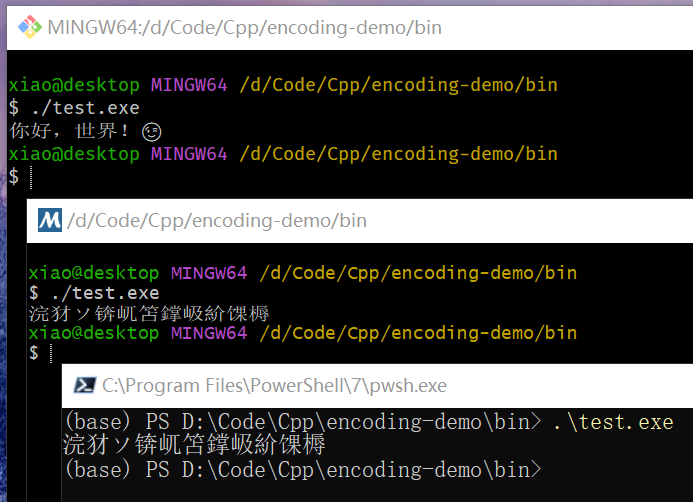 MINGW64:/d/Code/Cpp/encoding-demo/bin
xiao@desktop MINGW64 /d/Code/Cpp/encoding-demo/bin
$ ./test.exe
你好，世界！😉
xiao@desktop MINGW64 /d/Code/Cpp/encoding-demo/bin
$
/d/Code/Cpp/encoding-demo/bin
xiao@desktop MINGW64 /d/Code/Cpp/encoding-demo/bin
$ ./test.exe
浣犲ソ锛屼笘鐣岋紒馃槈
xiao@desktop MINGW64 /d/Code/Cpp/encoding-demo/bin
$
C:\Program Files\PowerShell\7\pwsh.exe
(base) PS D:\Code\Cpp\encoding-demo\bin> .\test.exe
浣犲ソ锛屼笘鐣岋紒馃槈
(base) PS D:\Code\Cpp\encoding-demo\bin>